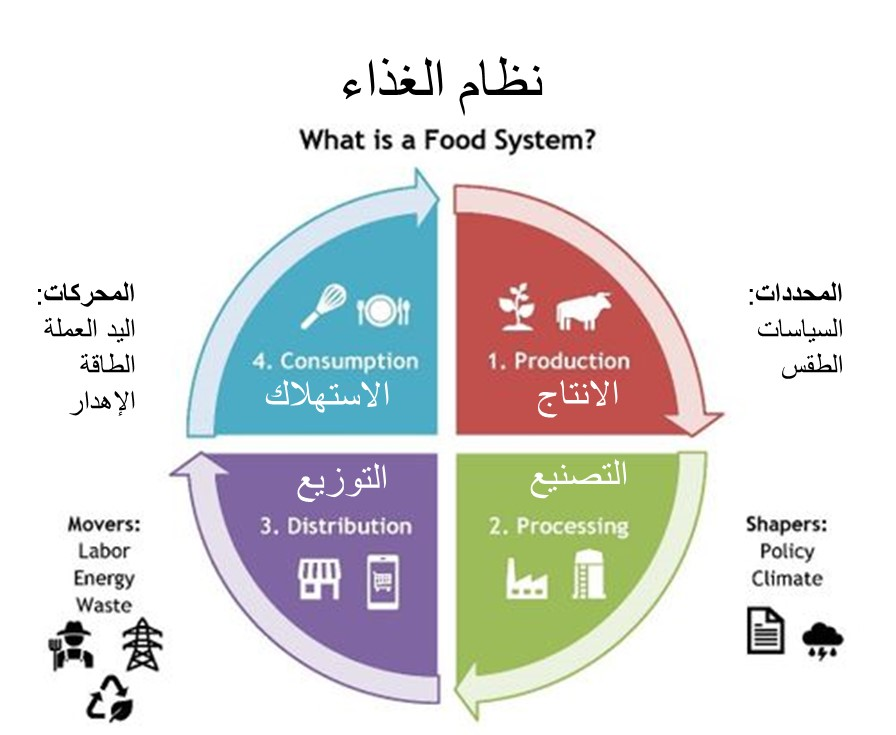 نظام الغذاء
What is a Food System?
4. Consumption
الاستهلاك
1. Production
الانتاج
التوزيع
3. Distribution
التصنيع
2. Processing
المحركات:
اليد العملة
الطاقة
الإهدار
المحددات:
السياسات
الطقس
Movers:
Labor
Energy
Waste
Shapers:
Policy
Climate